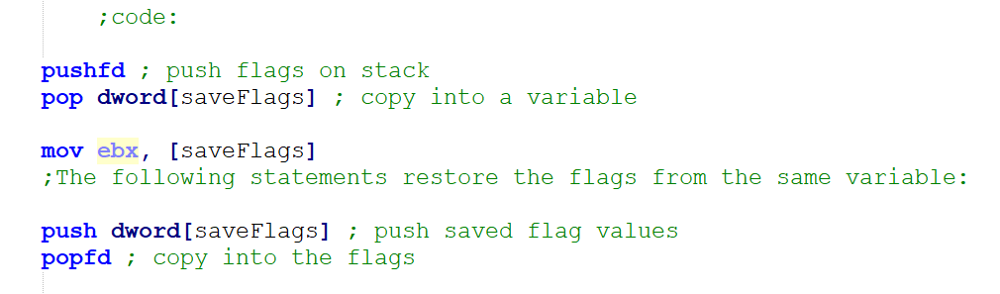 ;code:
pushfd ; push flags on stack
pop dword[saveFlags] ; copy into a variable
mov ebx, [saveFlags]
;The following statements restore the flags from the same variable:
push dword[saveFlags] ; push saved flag values
popfd ; copy into the flags